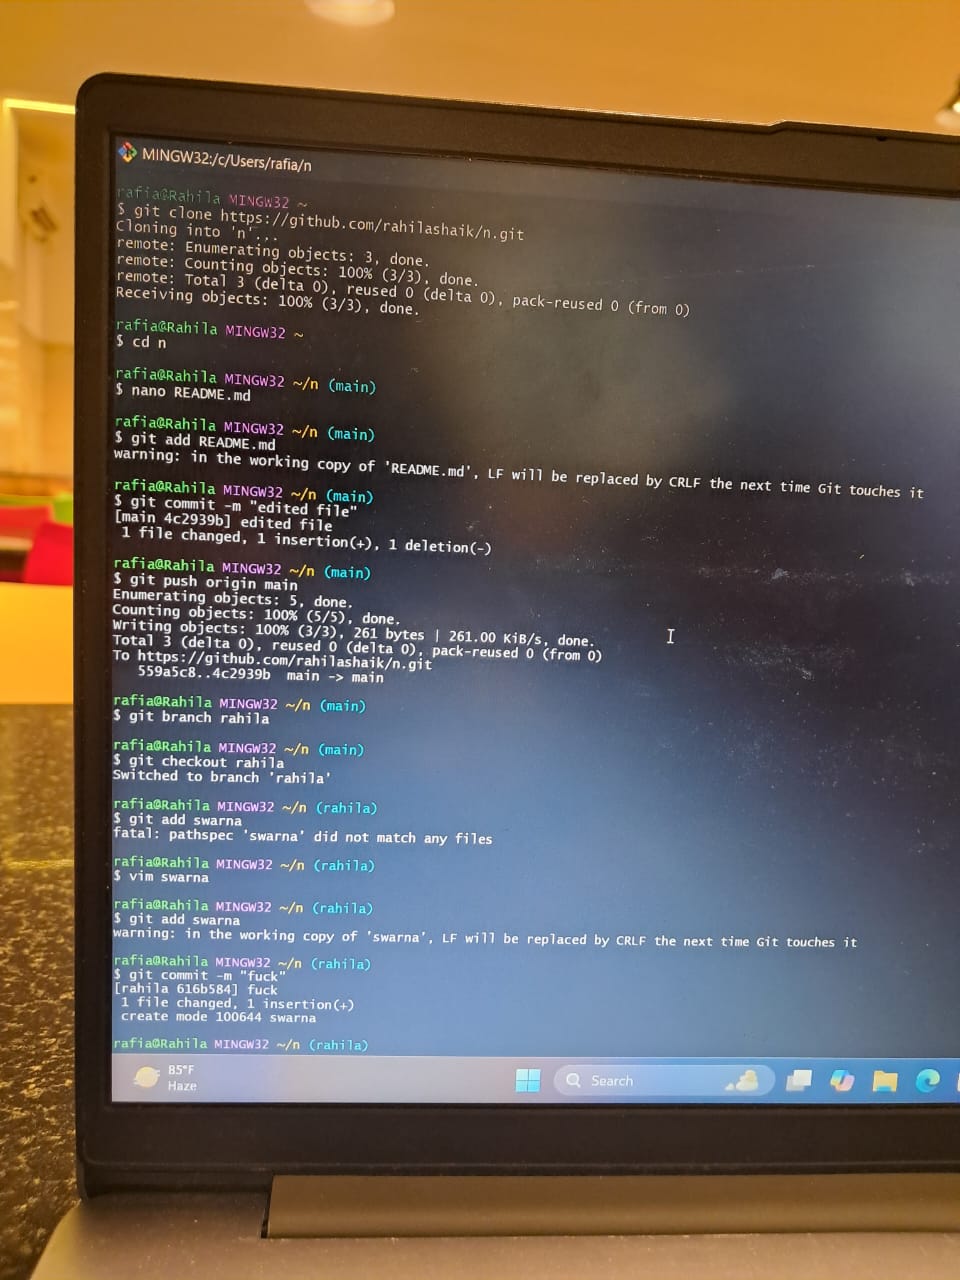 MINGW32:/c/Users/rafia/n
rafia@Rahila MINGW32 ~
$ git clone https://github.com/rahilashaik/n.git
Cloning into 'n'...
remote: Enumerating objects: 3, done.
remote: Counting objects: 100% (3/3), done.
remote: Total 3 (delta 0), reused 0 (delta 0), pack-reused 0 (from 0)
Receiving objects: 100% (3/3), done.
rafia@Rahila MINGW32 ~
$ cd n
rafia@Rahila MINGW32 ~/n (main)
$ nano README.md
rafia@Rahila MINGW32 ~/n (main)
$ git add README.md
warning: in the working copy of 'README.md', LF will be replaced by CRLF the next time Git touches it
rafia@Rahila MINGW32 ~/n (main)
$ git commit -m "edited file"
[main 4c2939b] edited file
1 file changed, 1 insertion(+), 1 deletion(-)
rafia@Rahila MINGW32 ~/n (main)
$ git push origin main
Enumerating objects: 5, done.
Counting objects: 100% (5/5), done.
Writing objects: 100% (3/3), 261 bytes | 261.00 KiB/s, done.
Total 3 (delta 0), reused 0 (delta 0), pack-reused 0 (from 0)
To https://github.com/rahilashaik/n.git
559a5c8..4c2939b main -> main
rafia@Rahila MINGW32 ~/n (main)
$ git branch rahila
rafia@Rahila MINGW32 ~/n (main)
$ git checkout rahila
Switched to branch 'rahila'
rafia@Rahila MINGW32 ~/n (rahila)
$ git add swarna
fatal: pathspec 'swarna' did not match any files
rafia@Rahila MINGW32 ~/n (rahila)
$ vim swarna
rafia@Rahila MINGW32 ~/n (rahila)
$ git add swarna
warning: in the working copy of 'swarna', LF will be replaced by CRLF the next time Git touches it
rafia@Rahila MINGW32 ~/n (rahila)
$ git commit -m "fuck"
[rahila 616b584] fuck
1 file changed, 1 insertion(+)
create mode 100644 swarna
rafia@Rahila MINGW32 ~/n (rahila)
85°F
Haze
Search